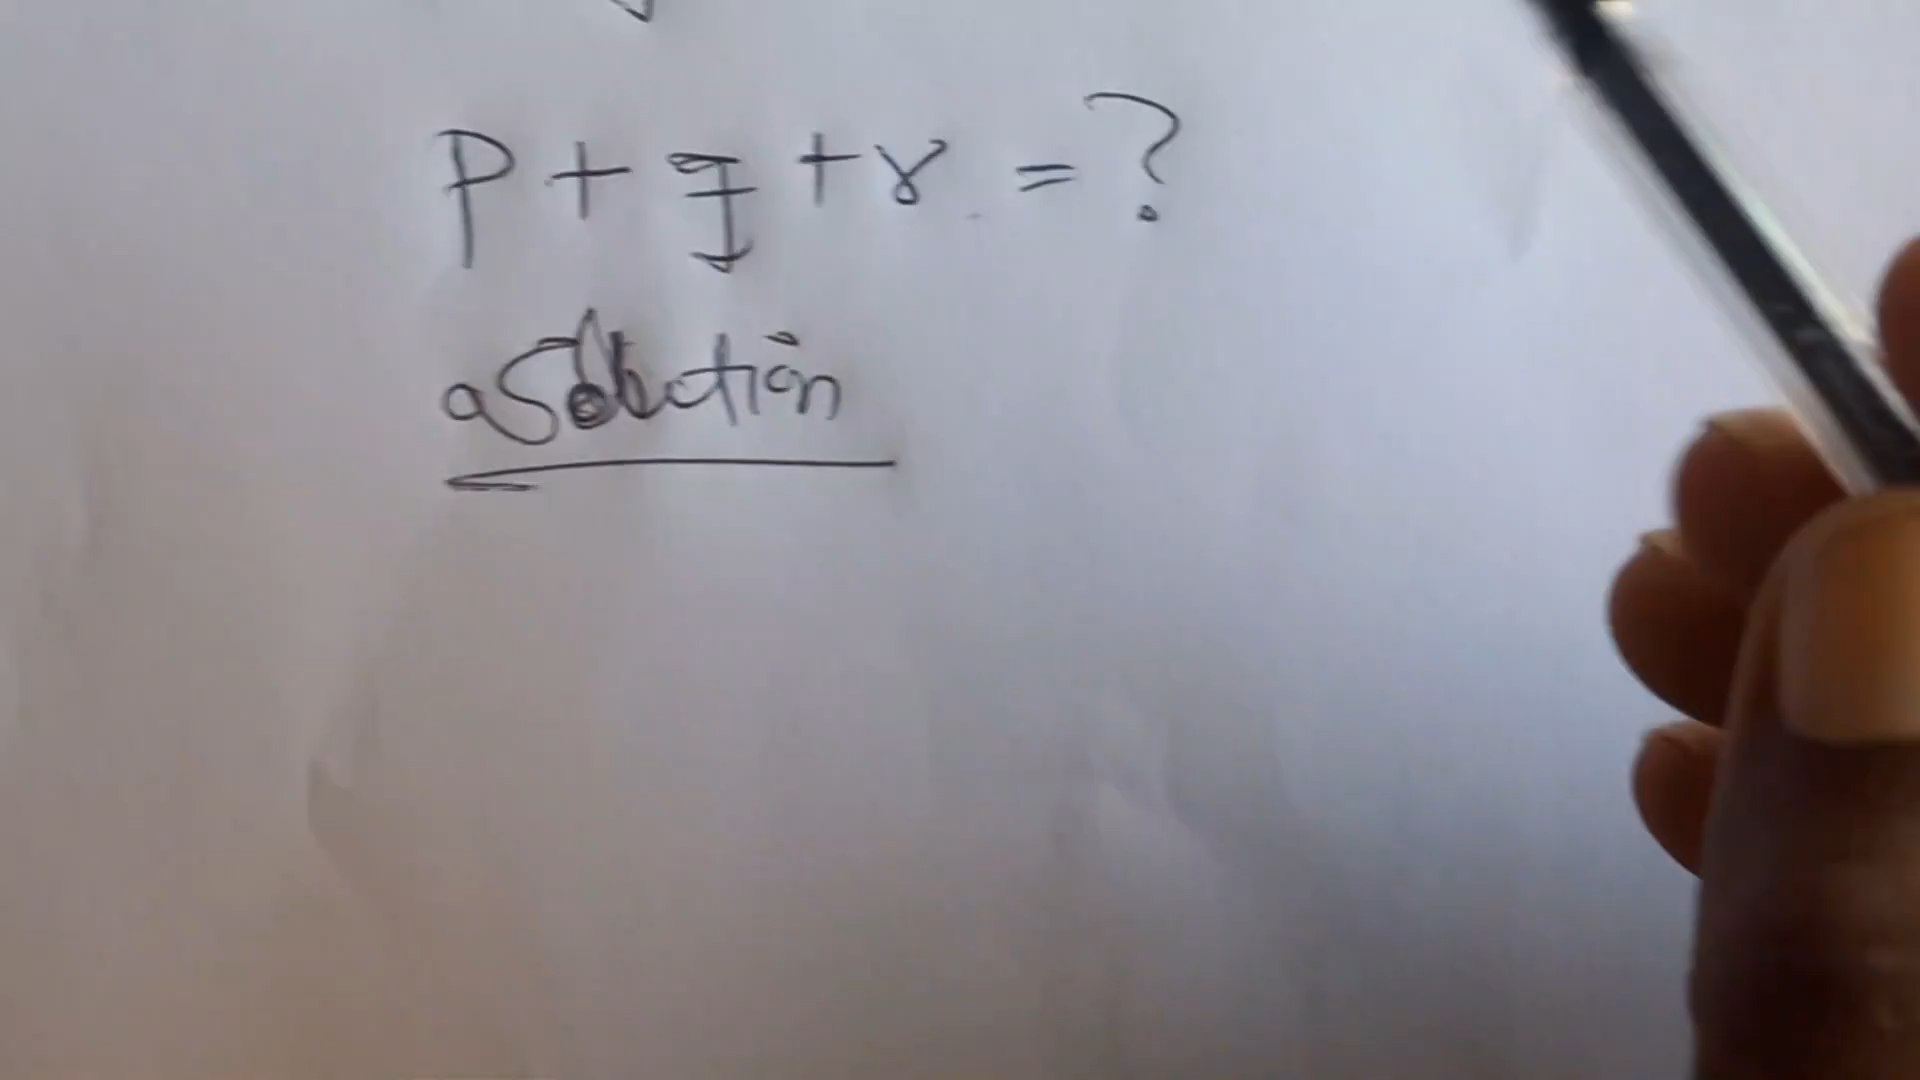 p + q + r = ?
Solution